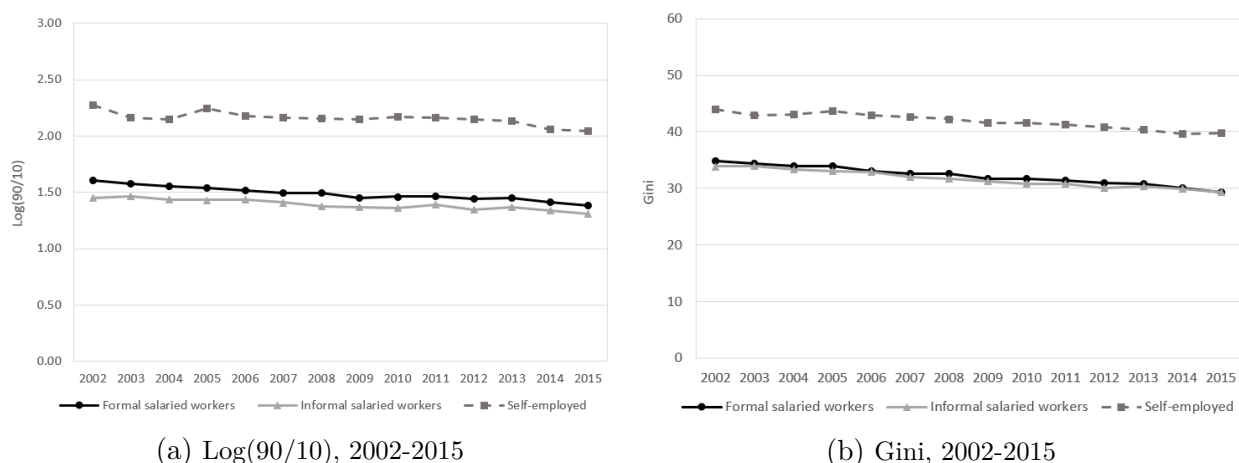 3.00
2.50
2.00
1.50
1.00
0.50
0.00
Log(90/10)
2002 2003 2004 2005 2006 2007 2008 2009 2010 2011 2012 2013 2014 2015
Formal salaried workers Informal salaried workers Self-employed
(a) Log(90/10), 2002-2015
60
50
40
30
20
10
0
Gini
2002 2003 2004 2005 2006 2007 2008 2009 2010 2011 2012 2013 2014 2015
Formal salaried workers Informal salaried workers Self-employed
(b) Gini, 2002-2015